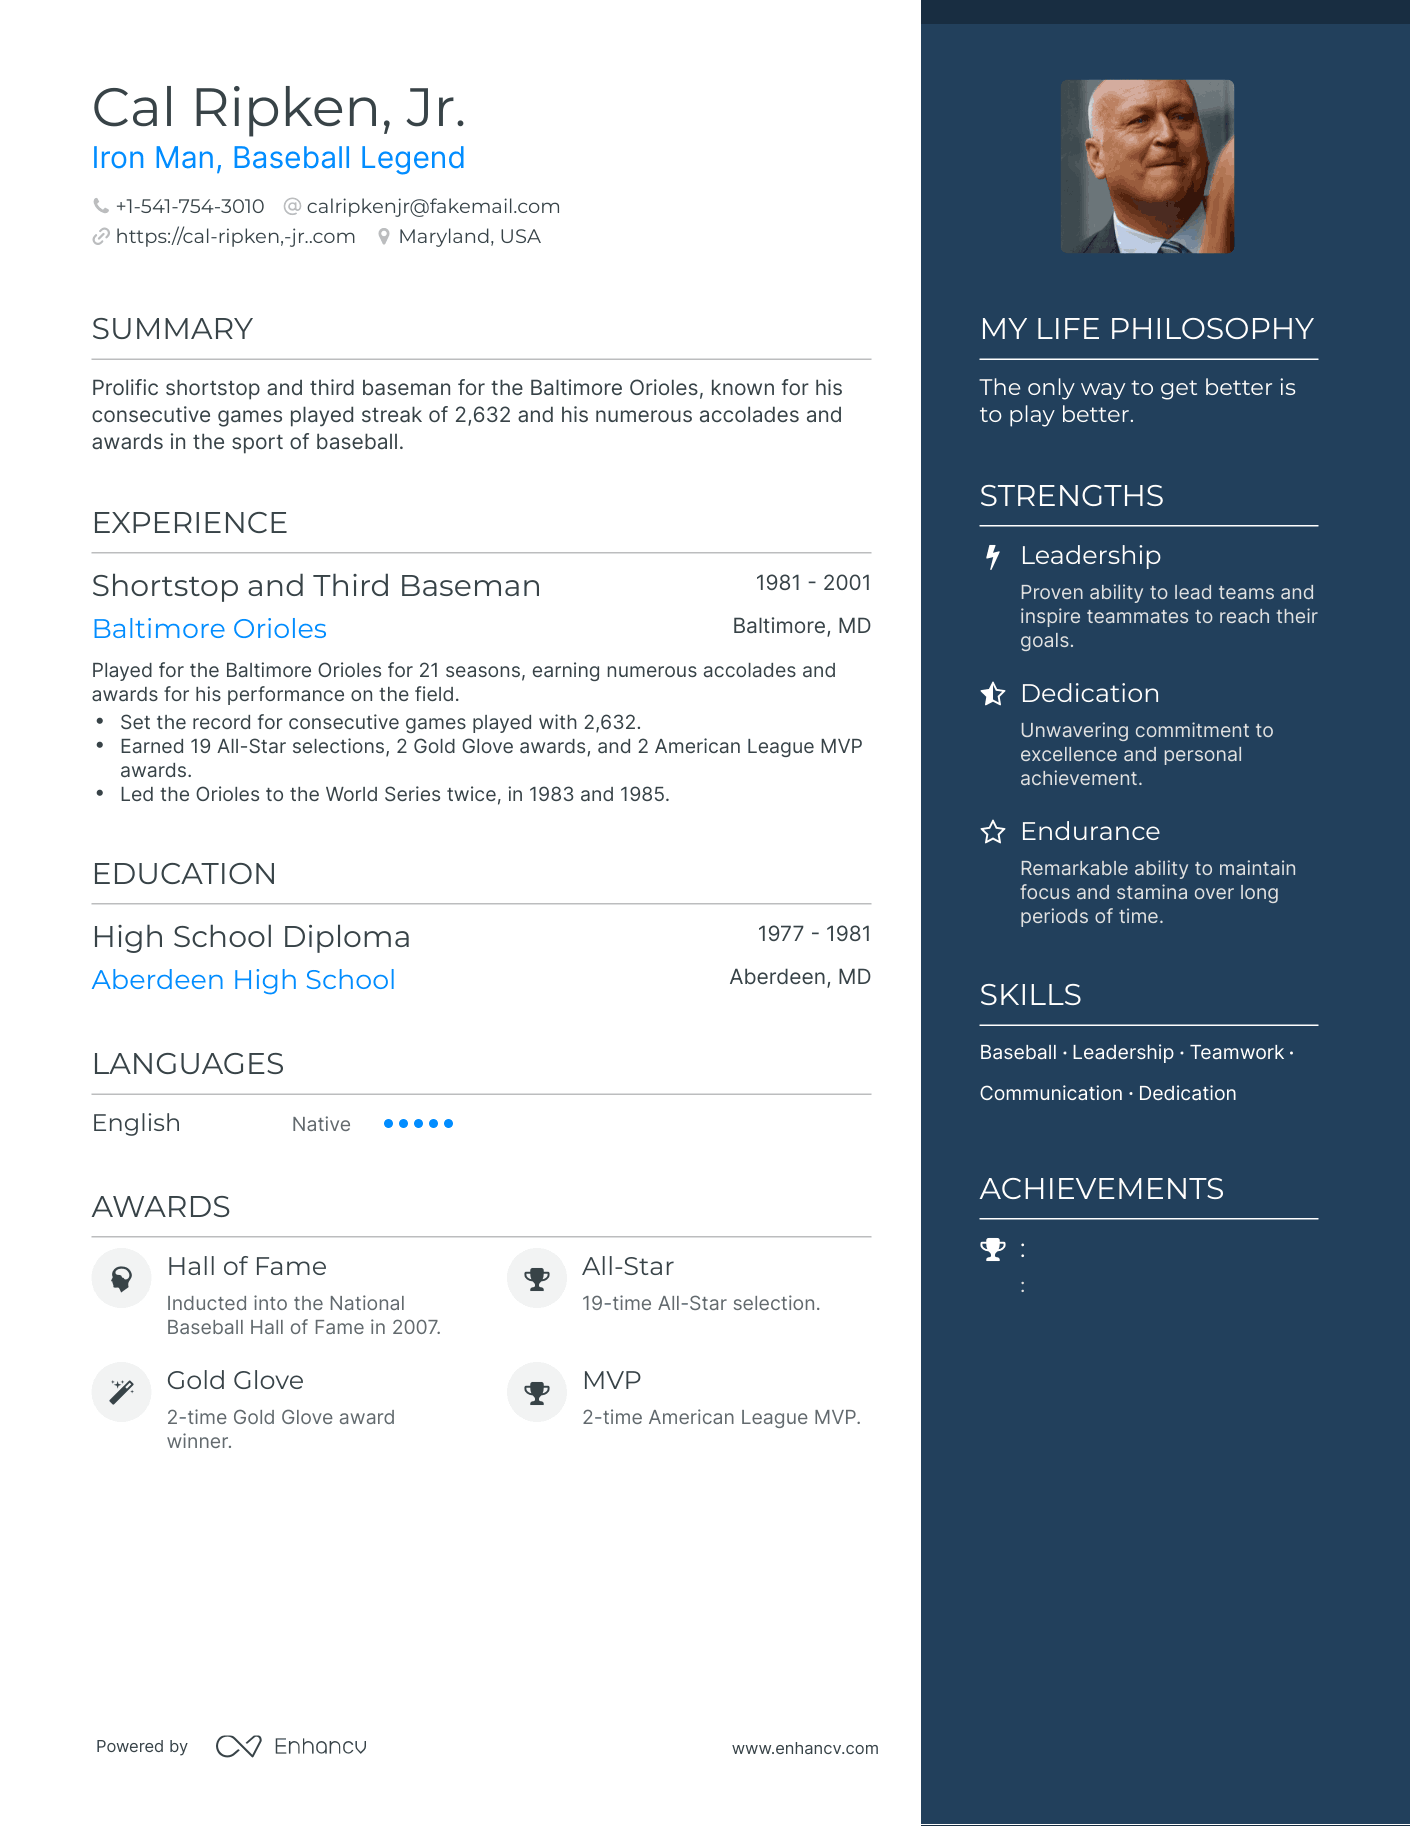 Cal Ripken, Jr.
Iron Man, Baseball Legend
+1-541-754-3010 @ calripkenjr@fakemail.com
https://cal-ripken,-jr..com Maryland, USA
SUMMARY
Prolific shortstop and third baseman for the Baltimore Orioles, known for his
consecutive games played streak of 2,632 and his numerous accolades and
awards in the sport of baseball.
EXPERIENCE
Shortstop and Third Baseman 1981 - 2001
Baltimore Orioles Baltimore, MD
Played for the Baltimore Orioles for 21 seasons, earning numerous accolades and
awards for his performance on the field.
• Set the record for consecutive games played with 2,632.
• Earned 19 All-Star selections, 2 Gold Glove awards, and 2 American League MVP
awards.
• Led the Orioles to the World Series twice, in 1983 and 1985.
EDUCATION
High School Diploma 1977 - 1981
Aberdeen High School Aberdeen, MD
LANGUAGES
English Native
AWARDS
Hall of Fame
Inducted into the National
Baseball Hall of Fame in 2007.
All-Star
19-time All-Star selection.
Gold Glove
2-time Gold Glove award
winner.
MVP
2-time American League MVP.
Powered by Enhancv www.enhancv.com
MY LIFE PHILOSOPHY
The only way to get better is
to play better.
STRENGTHS
Leadership
Proven ability to lead teams and
inspire teammates to reach their
goals.
Dedication
Unwavering commitment to
excellence and personal
achievement.
Endurance
Remarkable ability to maintain
focus and stamina over long
periods of time.
SKILLS
Baseball · Leadership · Teamwork ·
Communication · Dedication
ACHIEVEMENTS
:
: